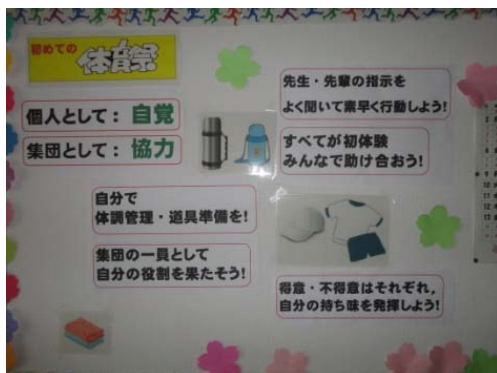 初めての
体育祭
個人として：自覚
集団として：協力
先生・先輩の指示を
よく聞いて素早く行動しよう!
すべてが初体験
みんなで助け合おう!
自分で
体調管理・道具準備を!
集団の一員として
自分の役割を果たそう!
得意・不得意はそれぞれ，
自分の持ち味を発揮しよう!